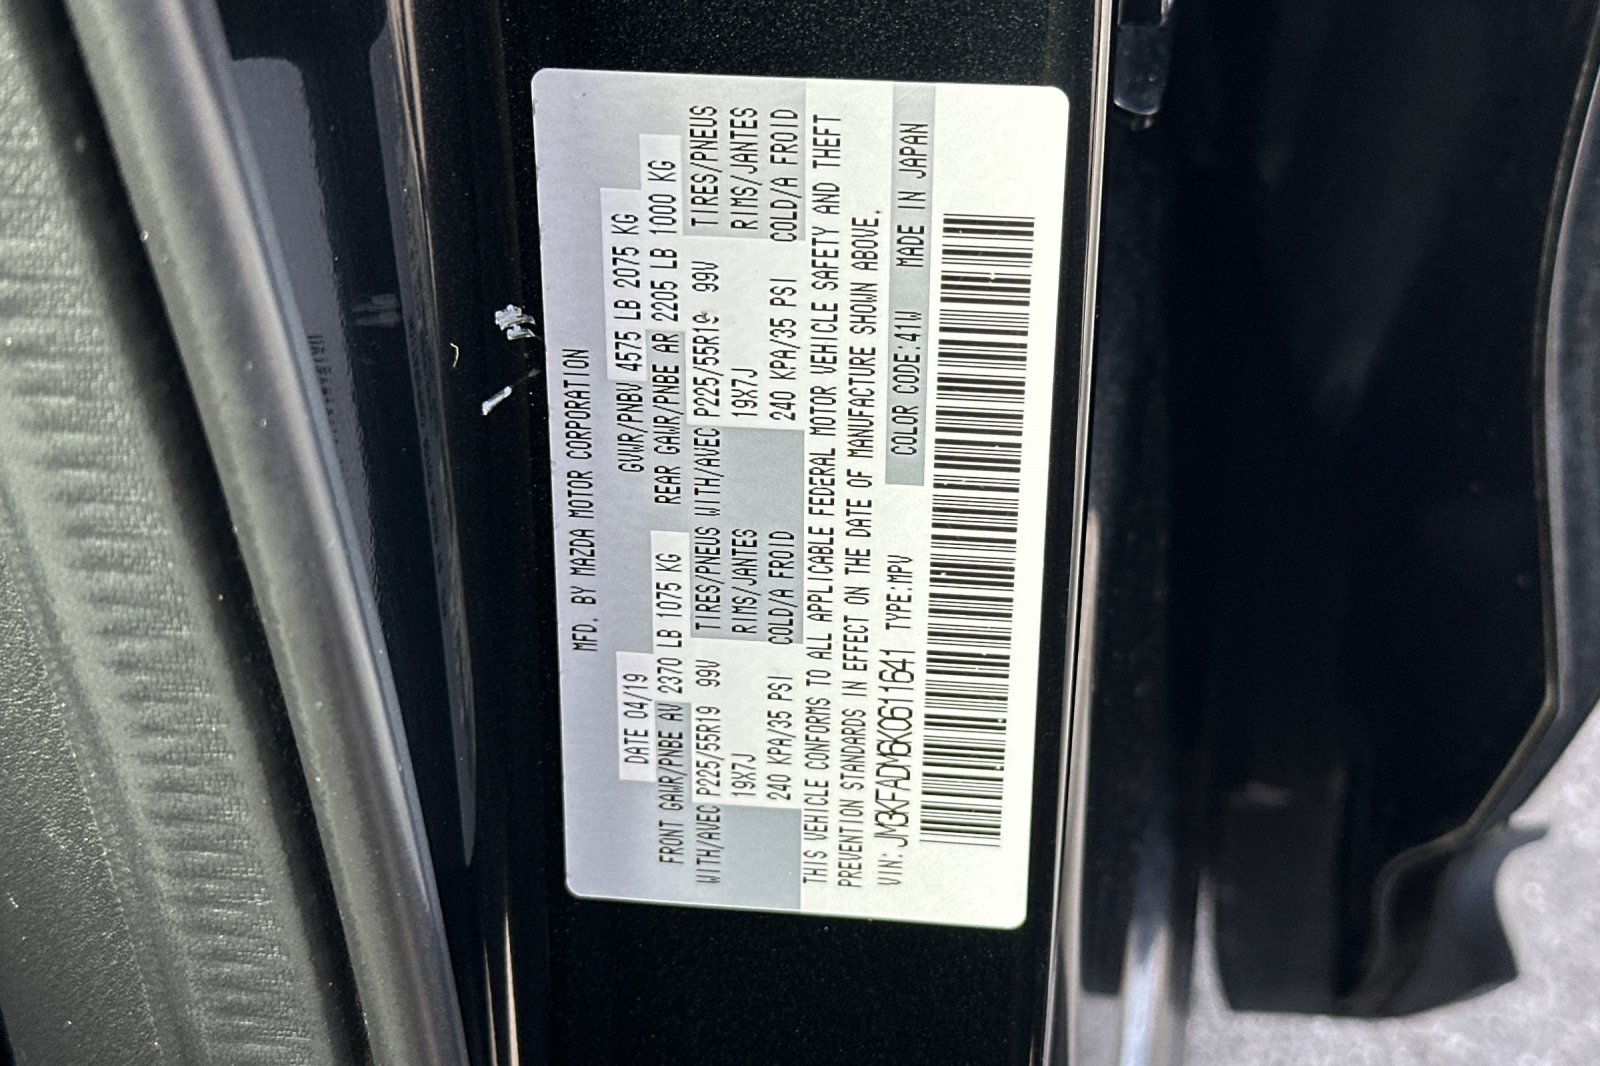 MFD. BY MAZDA MOTOR CORPORATION
DATE 04/19 GVWR/PNBV 4575 LB 2075 KG
FRONT GAWR/PNBE AV 2370 LB 1075 KG REAR GAWR/PNBE AR 2205 LB 1000 KG
WITH/AVEC P225/55R19 99V TIRES/PNEUS WITH/AVEC P225/55R19 99V TIRES/PNEUS
19X7J RIMS/JANTES 19X7J RIMS/JANTES
240 KPA/35 PSI COLD/A FROID 240 KPA/35 PSI COLD/A FROID
THIS VEHICLE CONFORMS TO ALL APPLICABLE FEDERAL MOTOR VEHICLE SAFETY AND THEFT
PREVENTION STANDARDS IN EFFECT ON THE DATE OF MANUFACTURE SHOWN ABOVE.
VIN: JM3KFADM6K0611641 TYPE:MPV COLOR CODE:41W MADE IN JAPAN